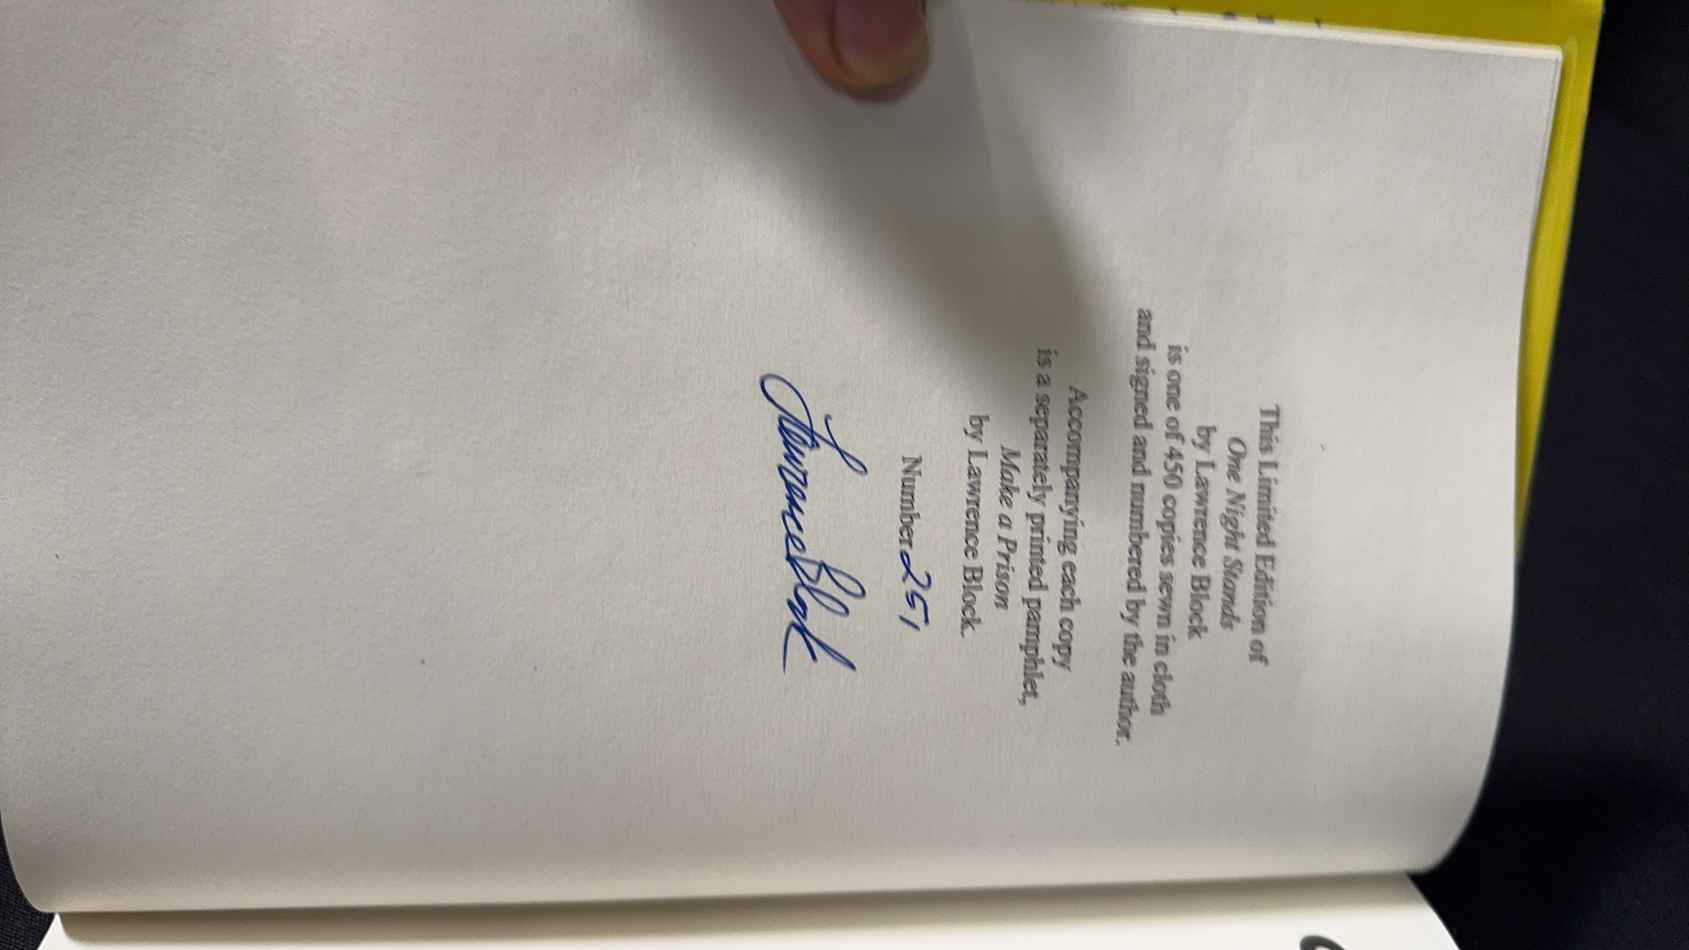 This Limited Edition of
One Night Stands
by Lawrence Block
is one of 450 copies sewn in cloth
and signed and numbered by the author.
Accompanying each copy
is a separately printed pamphlet,
Make a Prison
by Lawrence Block.
Number 251
Lawrence Block